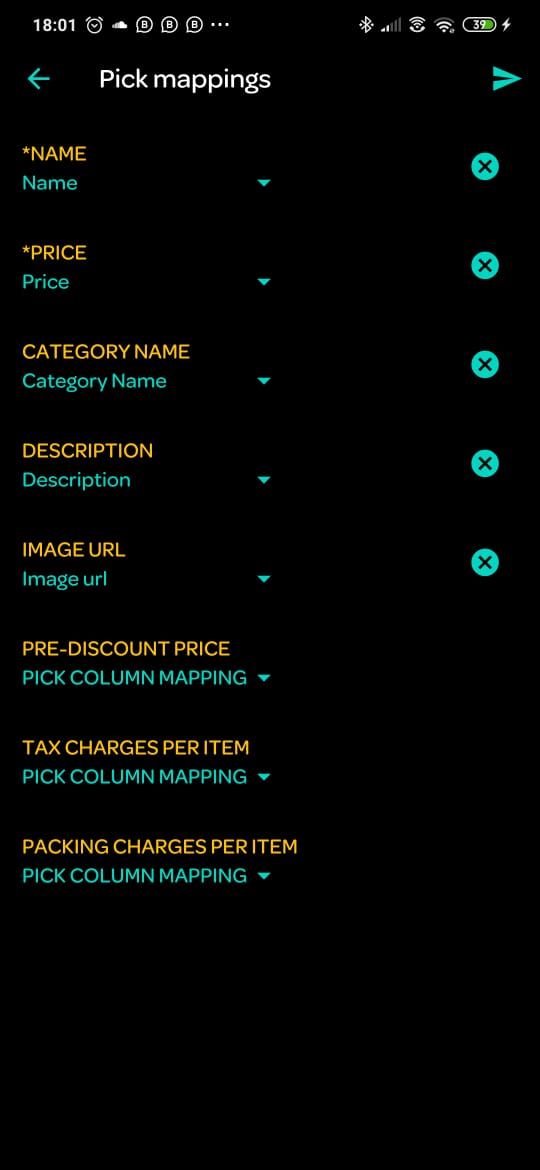 18:01 B B B ... 39
Pick mappings
*NAME
Name
*PRICE
Price
CATEGORY NAME
Category Name
DESCRIPTION
Description
IMAGE URL
Image url
PRE-DISCOUNT PRICE
PICK COLUMN MAPPING
TAX CHARGES PER ITEM
PICK COLUMN MAPPING
PACKING CHARGES PER ITEM
PICK COLUMN MAPPING